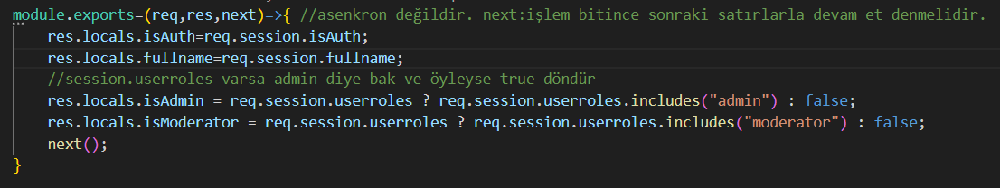 module.exports=(req,res,next)=>{ //asenkron değildir. next:işlem bitince sonraki satırlarla devam et denmelidir.
res.locals.isAuth=req.session.isAuth;
res.locals.fullname=req.session.fullname;
//session.userroles varsa admin diye bak ve öyleyse true döndür
res.locals.isAdmin = req.session.userroles ? req.session.userroles.includes("admin") : false;
res.locals.isModerator = req.session.userroles ? req.session.userroles.includes("moderator") : false;
next();
}